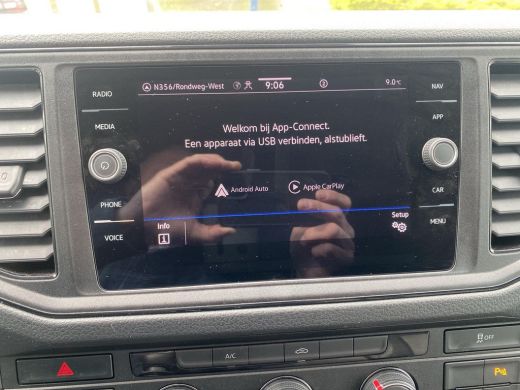 N356/Rondweg-West 9:06 9.0°C
RADIO
MEDIA
PHONE
VOICE
Welkom bij App-Connect.
Een apparaat via USB verbinden, alstublieft.
Android Auto Apple CarPlay
Info Setup
NAV
APP
CAR
MENU
A/C
OFF